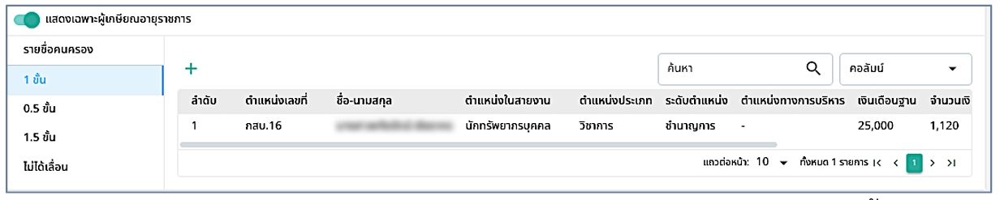 แสดงเฉพาะผู้เกษียณอายุราชการ
รายชื่อคนครอง
1 ขั้น
0.5 ขั้น
1.5 ขั้น
ไม่ได้เลื่อน
+
ค้นหา
คอลัมน์
ลำดับ ตำแหน่งเลขที่ ชื่อ-นามสกุล ตำแหน่งในสายงาน ตำแหน่งประเภท ระดับตำแหน่ง ตำแหน่งทางการบริหาร เงินเดือนฐาน จำนวนเงิ
1 กสบ.16 นักทรัพยากรบุคคล วิชาการ ชำนาญการ - 25,000 1,120
แถวต่อหน้า: 10 ทั้งหมด 1 รายการ |< < 1 > >|